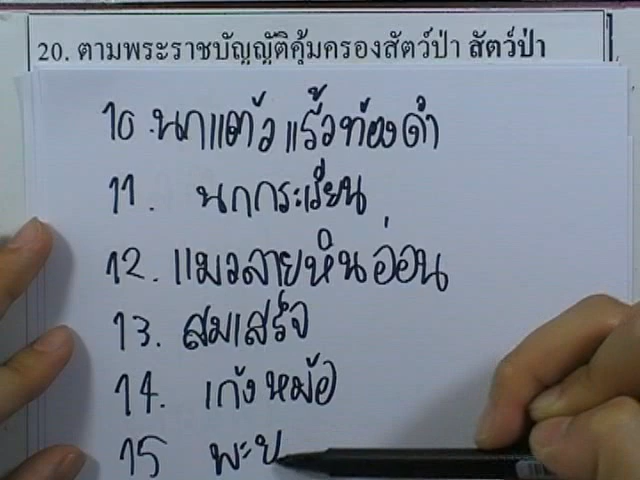 20. ตามพระราชบัญญัติคุ้มครองสัตว์ป่า สัตว์ป่า
10. นกแต้วแร้วท้องดำ
11. นกกระเรียน
12. แมวลายหินอ่อน
13. สมเสร็จ
14. เก้งหม้อ
15 พะย